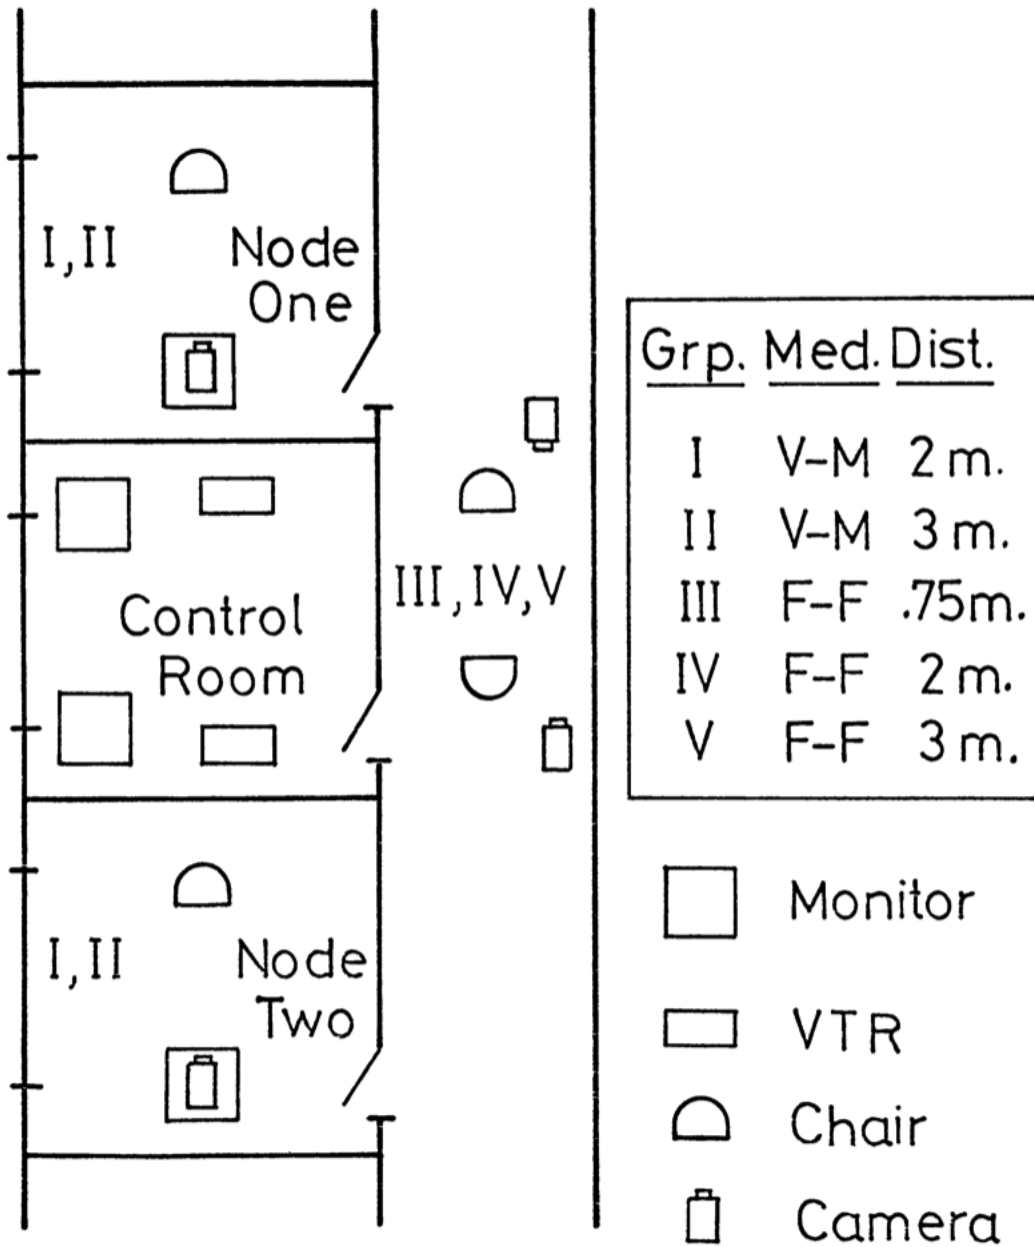 I, II
Node
One
Control
Room
III, IV, V
I, II
Node
Two
Grp. Med. Dist.
I V-M 2 m.
II V-M 3 m.
III F-F .75m.
IV F-F 2 m.
V F-F 3 m.
Monitor
VTR
Chair
Camera